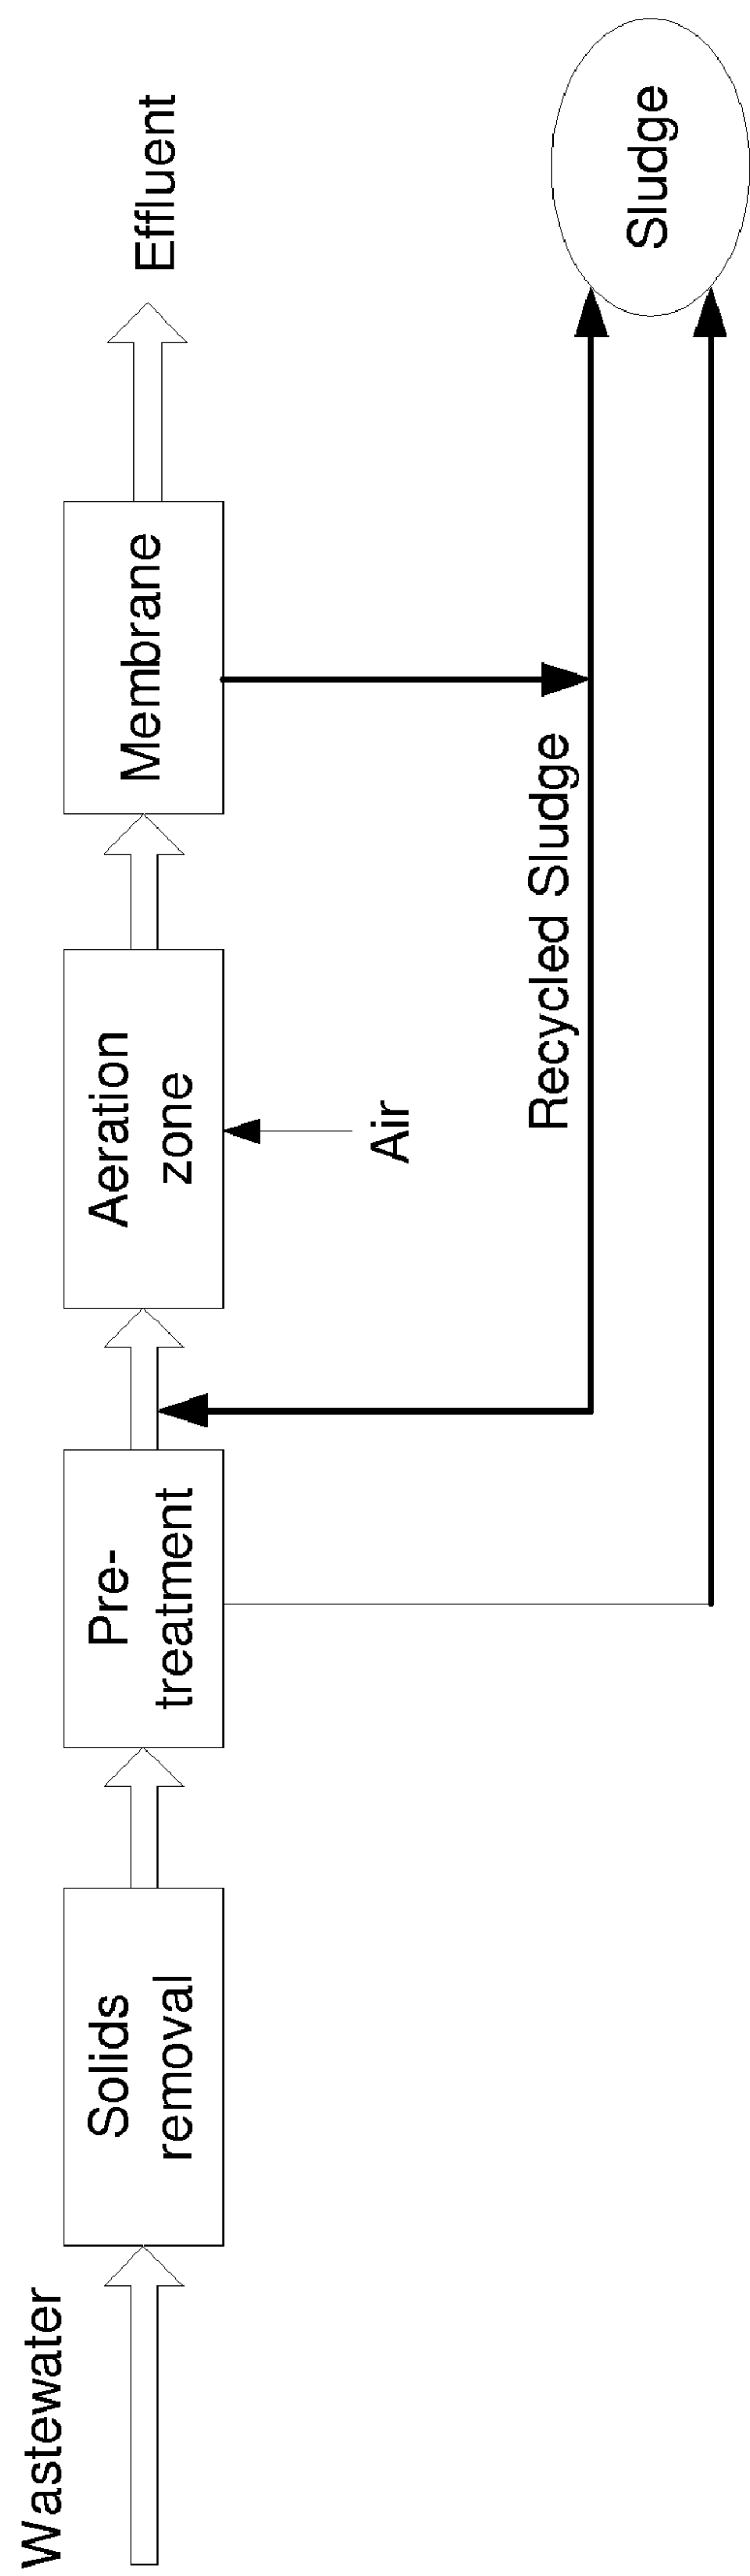 Wastewater
Solids
removal
Pre-
treatment
Aeration
zone
Membrane
Effluent
Air
Recycled Sludge
Sludge